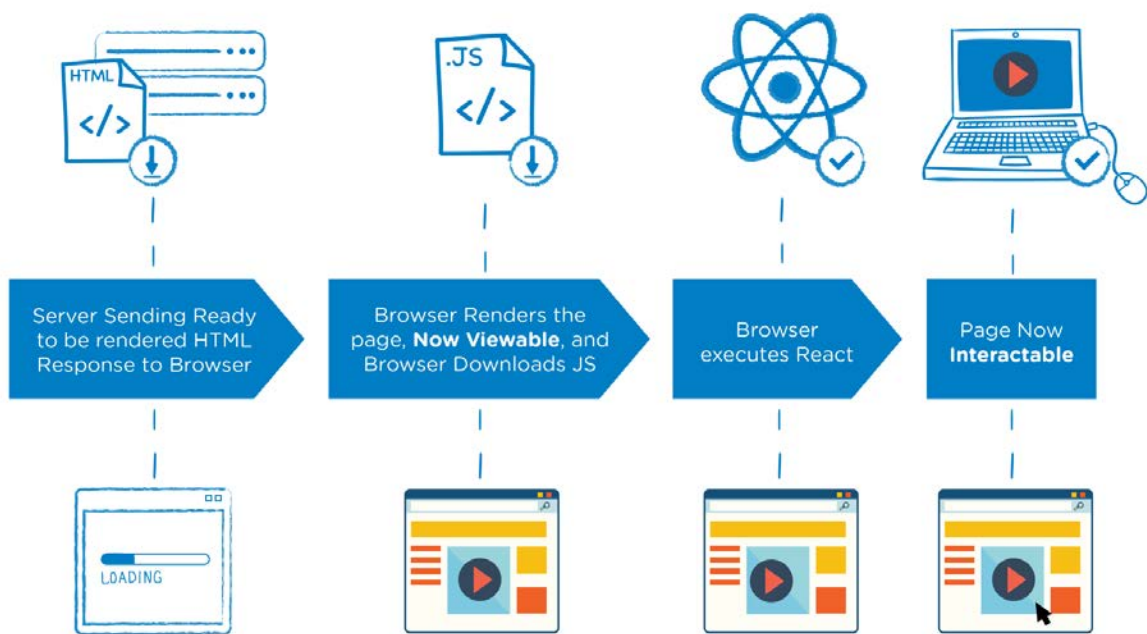 HTML
.JS
Server Sending Ready
to be rendered HTML
Response to Browser
Browser Renders the
page, Now Viewable, and
Browser Downloads JS
Browser
executes React
Page Now
Interactable
LOADING